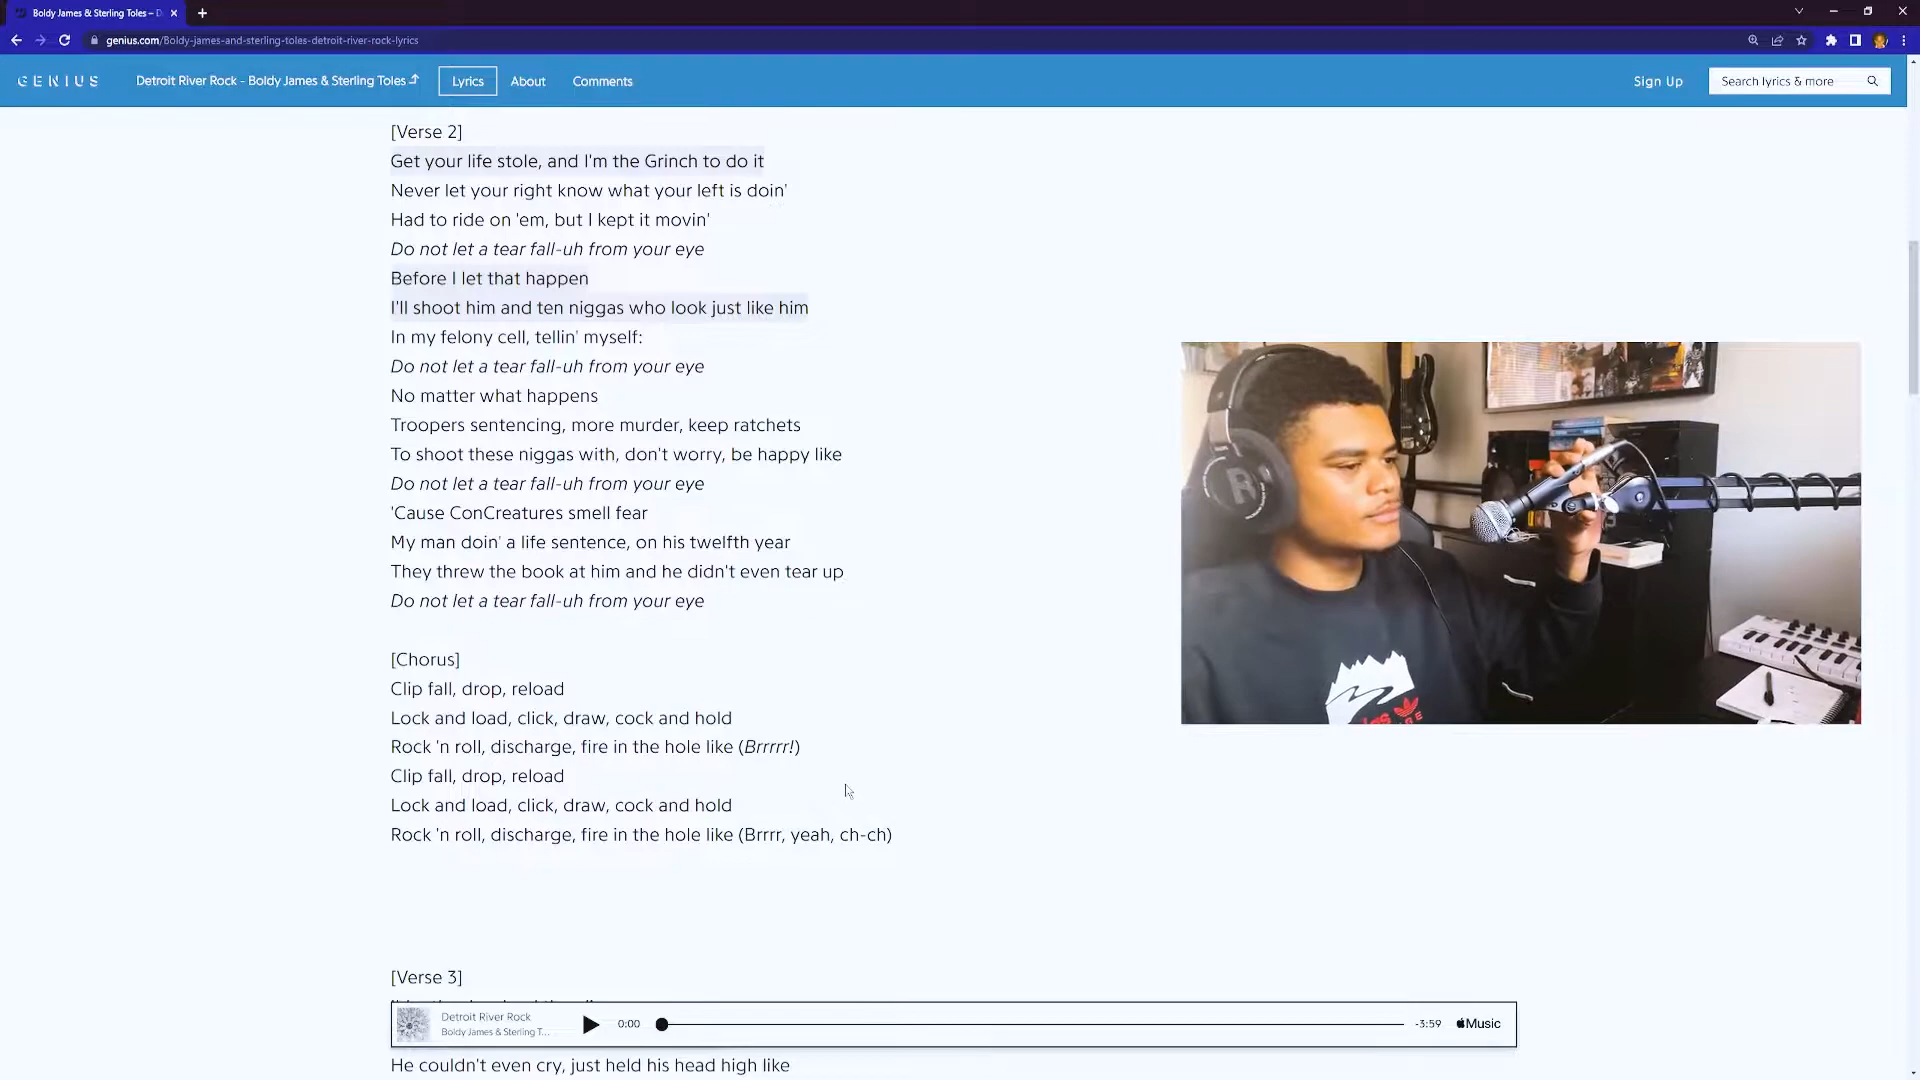 Boldy James & Sterling Toles – D
genius.com/Boldy-james-and-sterling-toles-detroit-river-rock-lyrics
GENIUS
Detroit River Rock - Boldy James & Sterling Toles
Lyrics
About
Comments
Sign Up
Search lyrics & more
[Verse 2]
Get your life stole, and I'm the Grinch to do it
Never let your right know what your left is doin'
Had to ride on 'em, but I kept it movin'
Do not let a tear fall-uh from your eye
Before I let that happen
I'll shoot him and ten niggas who look just like him
In my felony cell, tellin' myself:
Do not let a tear fall-uh from your eye
No matter what happens
Troopers sentencing, more murder, keep ratchets
To shoot these niggas with, don't worry, be happy like
Do not let a tear fall-uh from your eye
'Cause ConCreatures smell fear
My man doin' a life sentence, on his twelfth year
They threw the book at him and he didn't even tear up
Do not let a tear fall-uh from your eye
[Chorus]
Clip fall, drop, reload
Lock and load, click, draw, cock and hold
Rock 'n roll, discharge, fire in the hole like (Brrrrr!)
Clip fall, drop, reload
Lock and load, click, draw, cock and hold
Rock 'n roll, discharge, fire in the hole like (Brrrr, yeah, ch-ch)
[Verse 3]
Detroit River Rock
Boldy James & Sterling T...
0:00
-3:59
Music
He couldn't even cry, just held his head high like